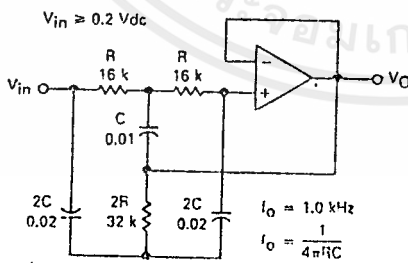 Vin ≥ 0.2 Vdc
R
16 k
R
16 k
Vin
−
+
VO
C
0.01
2C
0.02
2R
32 k
2C
0.02
fo = 1.0 kHz
fo = 1
4πRC